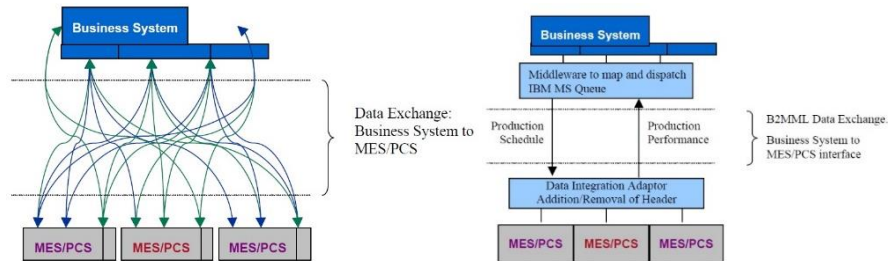 Business System
Data Exchange:
Business System to
MES/PCS
MES/PCS
MES/PCS
MES/PCS
Business System
Middleware to map and dispatch
IBM MS Queue
Production
Schedule
Production
Performance
B2MML Data Exchange.
Business System to
MES/PCS interface
Data Integration Adaptor
Addition/Removal of Header
MES/PCS
MES/PCS
MES/PCS